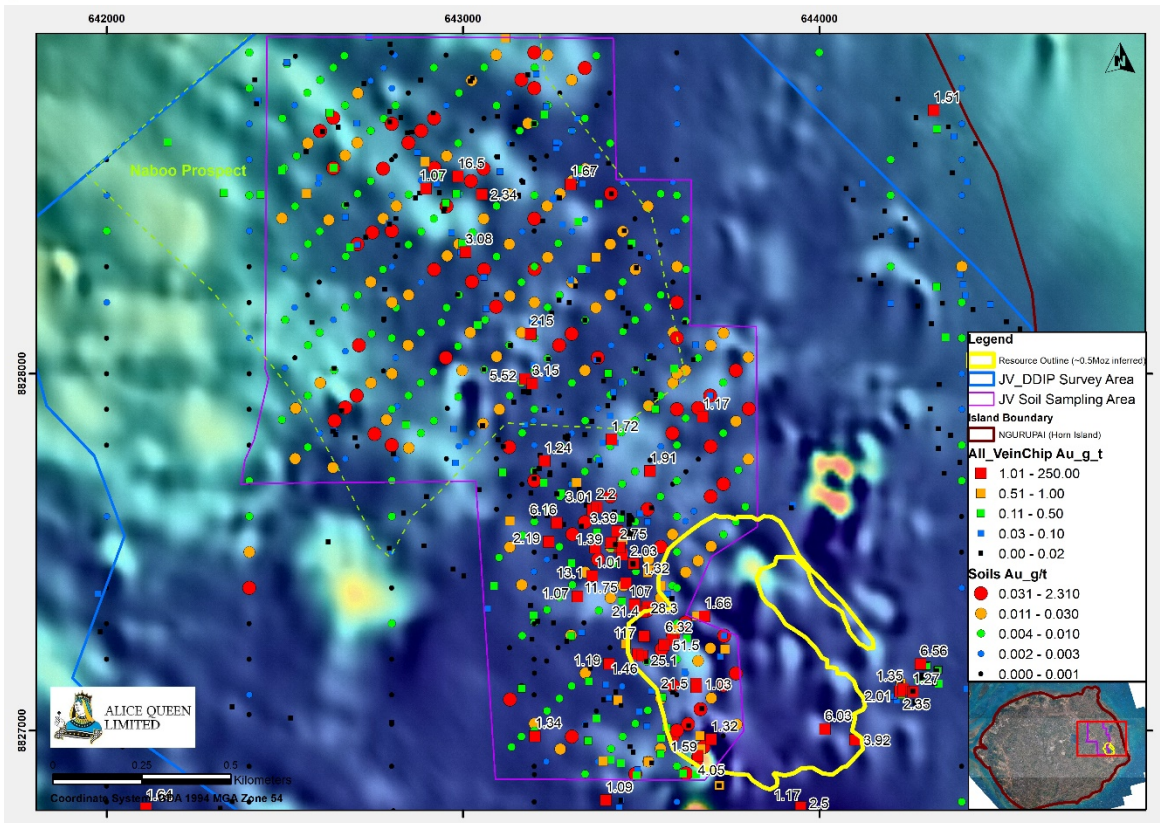 642000
643000
644000
N
1.51
Naboo Prospect
16.5
1.07
1.67
2.34
3.08
215
8828000
8828000
3.15
5.52
1.17
1.72
1.24
1.91
3.01
2.2
6.16
3.39
2.75
2.19
1.39
2.03
1.01
1.32
13.1
11.75
107
1.07
21.4
28.3
1.66
117
6.32
51.5
1.19
1.46
25.1
6.56
21.5
1.03
1.35
1.27
2.01
2.35
1.34
1.32
6.03
8827000
8827000
3.92
1.59
4.05
1.09
1.17
2.5
1.64
Legend
Resource Outline (~0.5Moz inferred)
JV_DDIP Survey Area
JV Soil Sampling Area
Island Boundary
NGURUPAI (Horn Island)
All_VeinChip Au_g_t
1.01 - 250.00
0.51 - 1.00
0.11 - 0.50
0.03 - 0.10
0.00 - 0.02
Soils Au_g/t
0.031 - 2.310
0.011 - 0.030
0.004 - 0.010
0.002 - 0.003
0.000 - 0.001
ALICE QUEEN
LIMITED
0 0.25 0.5
Kilometers
Coordinate System: GDA 1994 MGA Zone 54